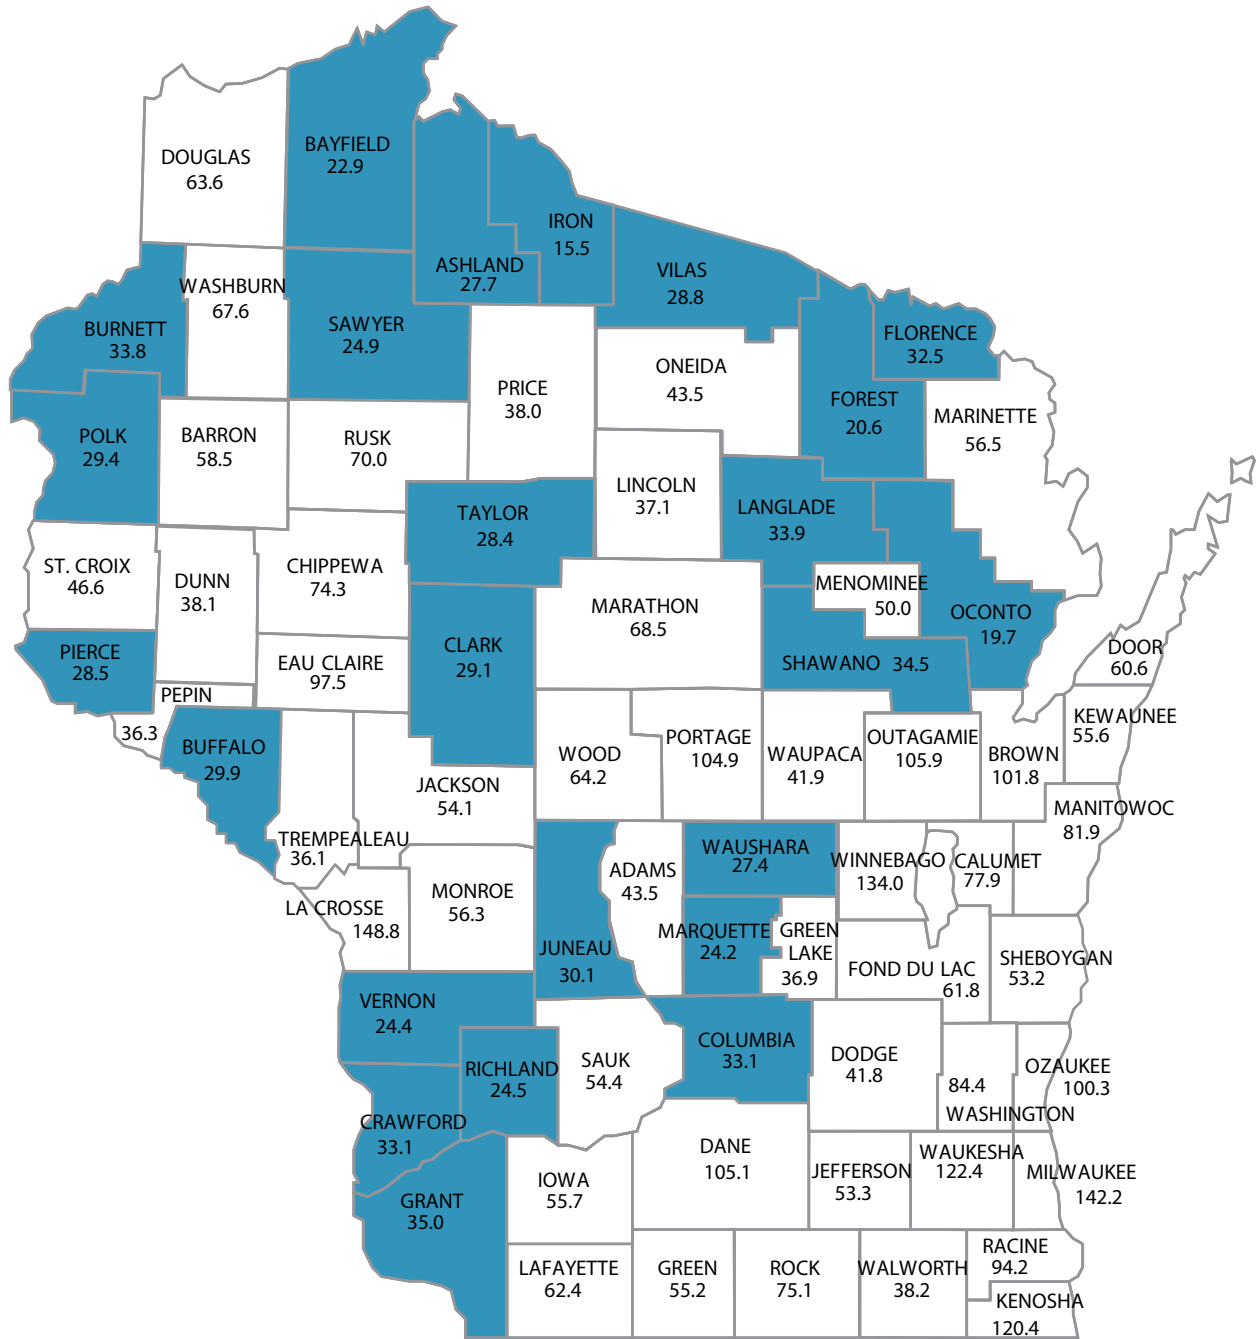 BAYFIELD
22.9
DOUGLAS
63.6
IRON
15.5
ASHLAND
27.7
VILAS
28.8
WASHBURN
67.6
BURNETT
33.8
SAWYER
24.9
FLORENCE
32.5
ONEIDA
43.5
PRICE
38.0
FOREST
20.6
MARINETTE
56.5
POLK
29.4
BARRON
58.5
RUSK
70.0
LINCOLN
37.1
LANGLADE
33.9
TAYLOR
28.4
ST. CROIX
46.6
DUNN
38.1
CHIPPEWA
74.3
MENOMINEE
50.0
MARATHON
68.5
OCONTO
19.7
CLARK
29.1
PIERCE
28.5
EAU CLAIRE
97.5
SHAWANO 34.5
DOOR
60.6
PEPIN
36.3
BUFFALO
29.9
WOOD
64.2
PORTAGE
104.9
WAUPACA
41.9
OUTAGAMIE
105.9
BROWN
101.8
KEWAUNEE
55.6
JACKSON
54.1
MANITOWOC
81.9
TREMPEALEAU
36.1
ADAMS
43.5
WAUSHARA
27.4
WINNEBAGO
134.0
CALUMET
77.9
MONROE
56.3
LA CROSSE
148.8
JUNEAU
30.1
MARQUETTE
24.2
GREEN
LAKE
36.9
FOND DU LAC
61.8
SHEBOYGAN
53.2
VERNON
24.4
RICHLAND
24.5
SAUK
54.4
COLUMBIA
33.1
DODGE
41.8
84.4
WASHINGTON
OZAUKEE
100.3
CRAWFORD
33.1
DANE
105.1
JEFFERSON
53.3
WAUKESHA
122.4
MILWAUKEE
142.2
GRANT
35.0
IOWA
55.7
LAFAYETTE
62.4
GREEN
55.2
ROCK
75.1
WALWORTH
38.2
RACINE
94.2
KENOSHA
120.4